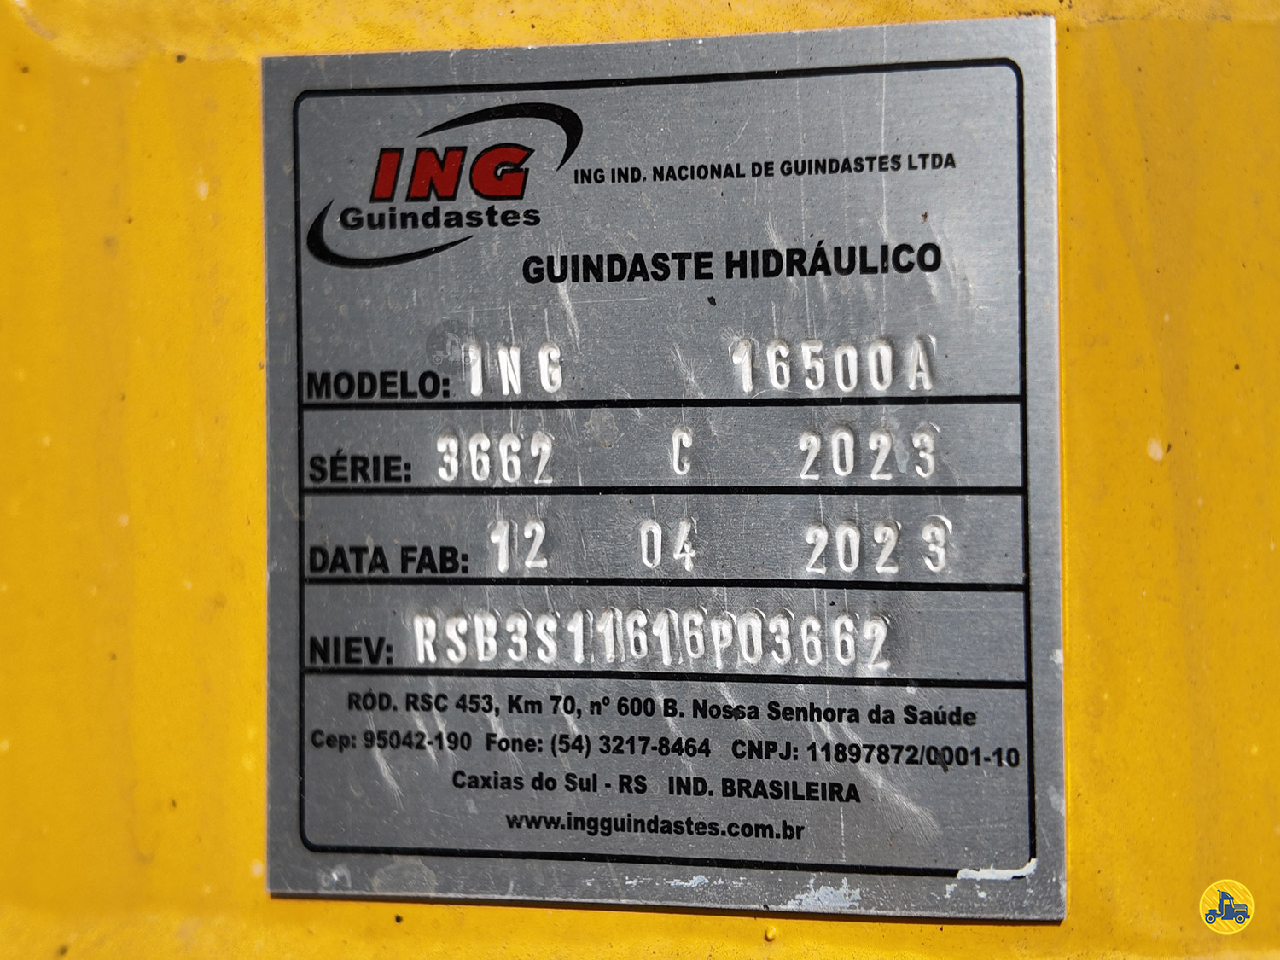 ING
Guindastes
ING IND. NACIONAL DE GUINDASTES LTDA
GUINDASTE HIDRÁULICO
MODELO: ING 16500A
SÉRIE: 3662 C 2023
DATA FAB: 12 04 2023
NIEV: RSB3S11616P03662
ROD. RSC 453, Km 70, nº 600 B. Nossa Senhora da Saúde
Cep: 95042-190 Fone: (54) 3217-8464 CNPJ: 11897872/0001-10
Caxias do Sul - RS IND. BRASILEIRA
www.ingguindastes.com.br